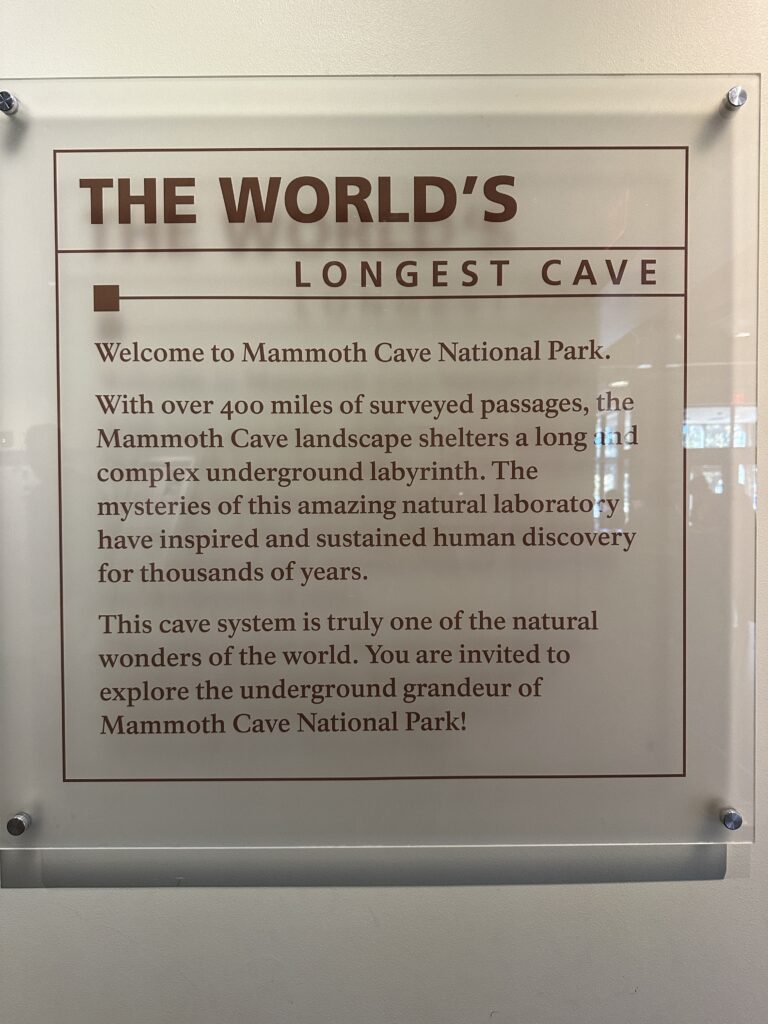 THE WORLD'S
LONGEST CAVE
Welcome to Mammoth Cave National Park.
With over 400 miles of surveyed passages, the
Mammoth Cave landscape shelters a long and
complex underground labyrinth. The
mysteries of this amazing natural laboratory
have inspired and sustained human discovery
for thousands of years.
This cave system is truly one of the natural
wonders of the world. You are invited to
explore the underground grandeur of
Mammoth Cave National Park!